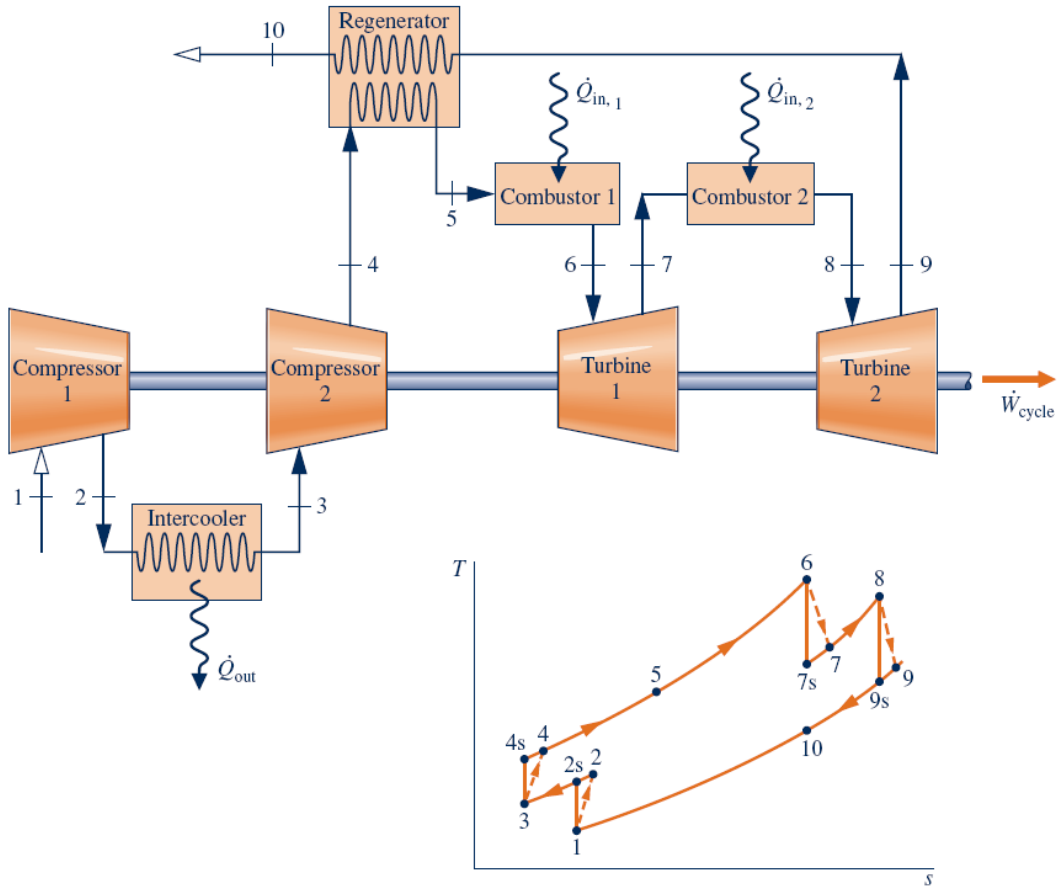 10
Regenerator
Q̇in, 1
Q̇in, 2
5
Combustor 1
Combustor 2
4
6
7
8
9
Compressor
1
Compressor
2
Turbine
1
Turbine
2
Ẇcycle
1
2
3
Intercooler
Q̇out
T
6
8
5
7
7s
9
9s
10
4s
4
2s
2
3
1
s